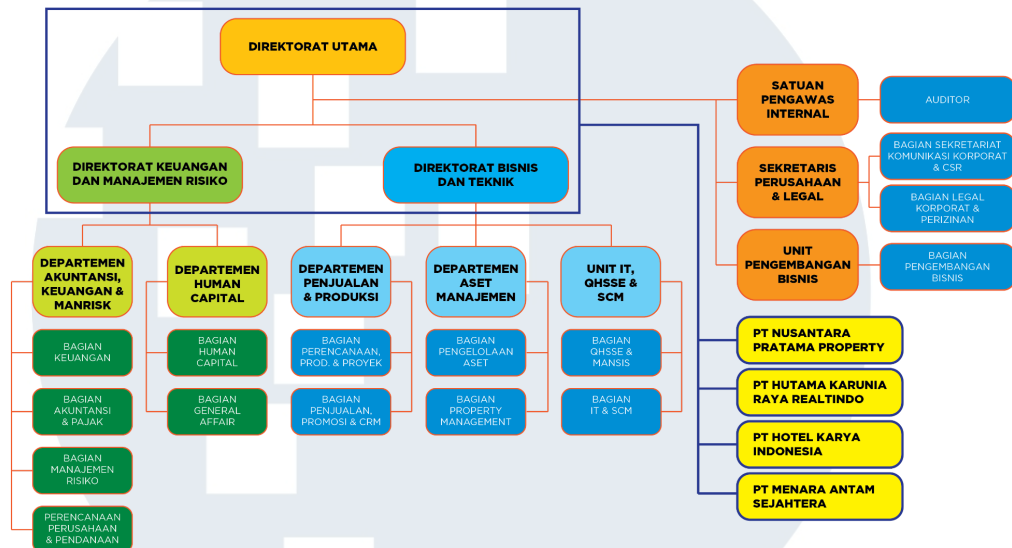 DIREKTORAT UTAMA
DIREKTORAT KEUANGAN
DAN MANAJEMEN RISIKO
DIREKTORAT BISNIS
DAN TEKNIK
SATUAN
PENGAWAS
INTERNAL
AUDITOR
SEKRETARIS
PERUSAHAAN
& LEGAL
BAGIAN SEKRETARIAT
KOMUNIKASI KORPORAT
& CSR
BAGIAN LEGAL
KORPORAT &
PERIZINAN
UNIT
PENGEMBANGAN
BISNIS
BAGIAN
PENGEMBANGAN
BISNIS
DEPARTEMEN
AKUNTANSI,
KEUANGAN &
MANRISK
DEPARTEMEN
HUMAN
CAPITAL
DEPARTEMEN
PENJUALAN
& PRODUKSI
DEPARTEMEN
ASET
MANAJEMEN
UNIT IT,
QHSSE &
SCM
BAGIAN
KEUANGAN
BAGIAN
HUMAN
CAPITAL
BAGIAN
PERENCANAAN,
PROD. & PROYEK
BAGIAN
PENGELOLAAN
ASET
BAGIAN
QHSSE &
MANSIS
BAGIAN
AKUNTANSI
& PAJAK
BAGIAN
GENERAL
AFFAIR
BAGIAN
PENJUALAN,
PROMOSI & CRM
BAGIAN
PROPERTY
MANAGEMENT
BAGIAN
IT & SCM
BAGIAN
MANAJEMEN
RISIKO
PERENCANAAN
PERUSAHAAN
& PENDANAAN
PT NUSANTARA
PRATAMA PROPERTY
PT HUTAMA KARUNIA
RAYA REALTINDO
PT HOTEL KARYA
INDONESIA
PT MENARA ANTAM
SEJAHTERA